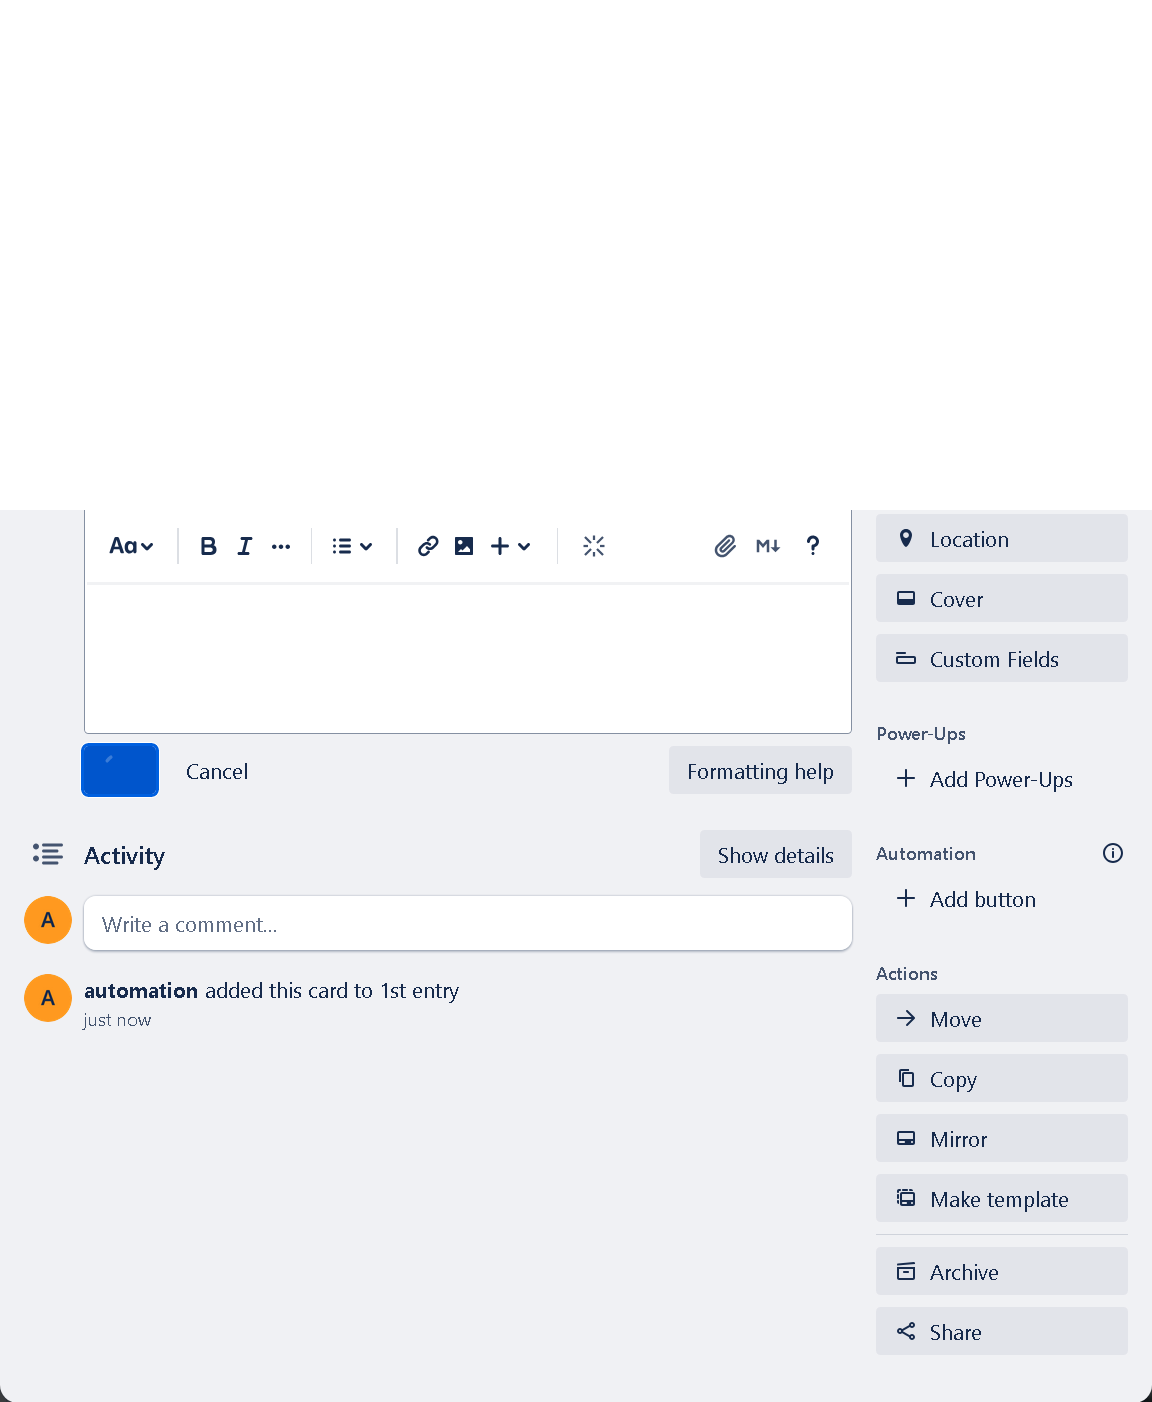 Aa B I ... M ?
Location
Cover
Custom Fields
Power-Ups
Cancel
Formatting help
Add Power-Ups
Activity
Show details
Automation
A
Write a comment...
Add button
Actions
A
automation added this card to 1st entry
just now
Move
Copy
Mirror
Make template
Archive
Share